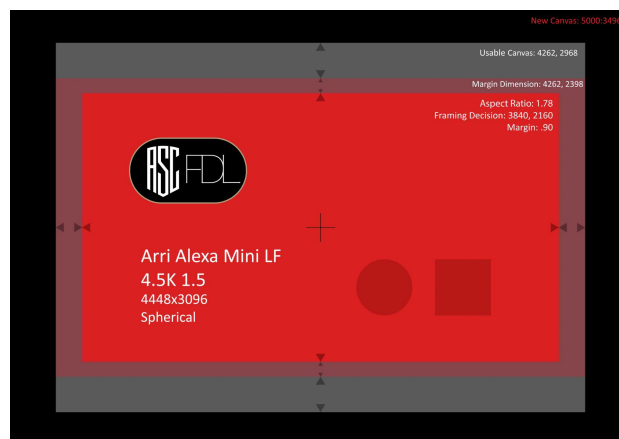 New Canvas: 5000:3496
Usable Canvas: 4262, 2968
Margin Dimension: 4262, 2398
Aspect Ratio: 1.78
Framing Decision: 3840, 2160
Margin: .90
ASC FDL
Arri Alexa Mini LF
4.5K 1.5
4448x3096
Spherical